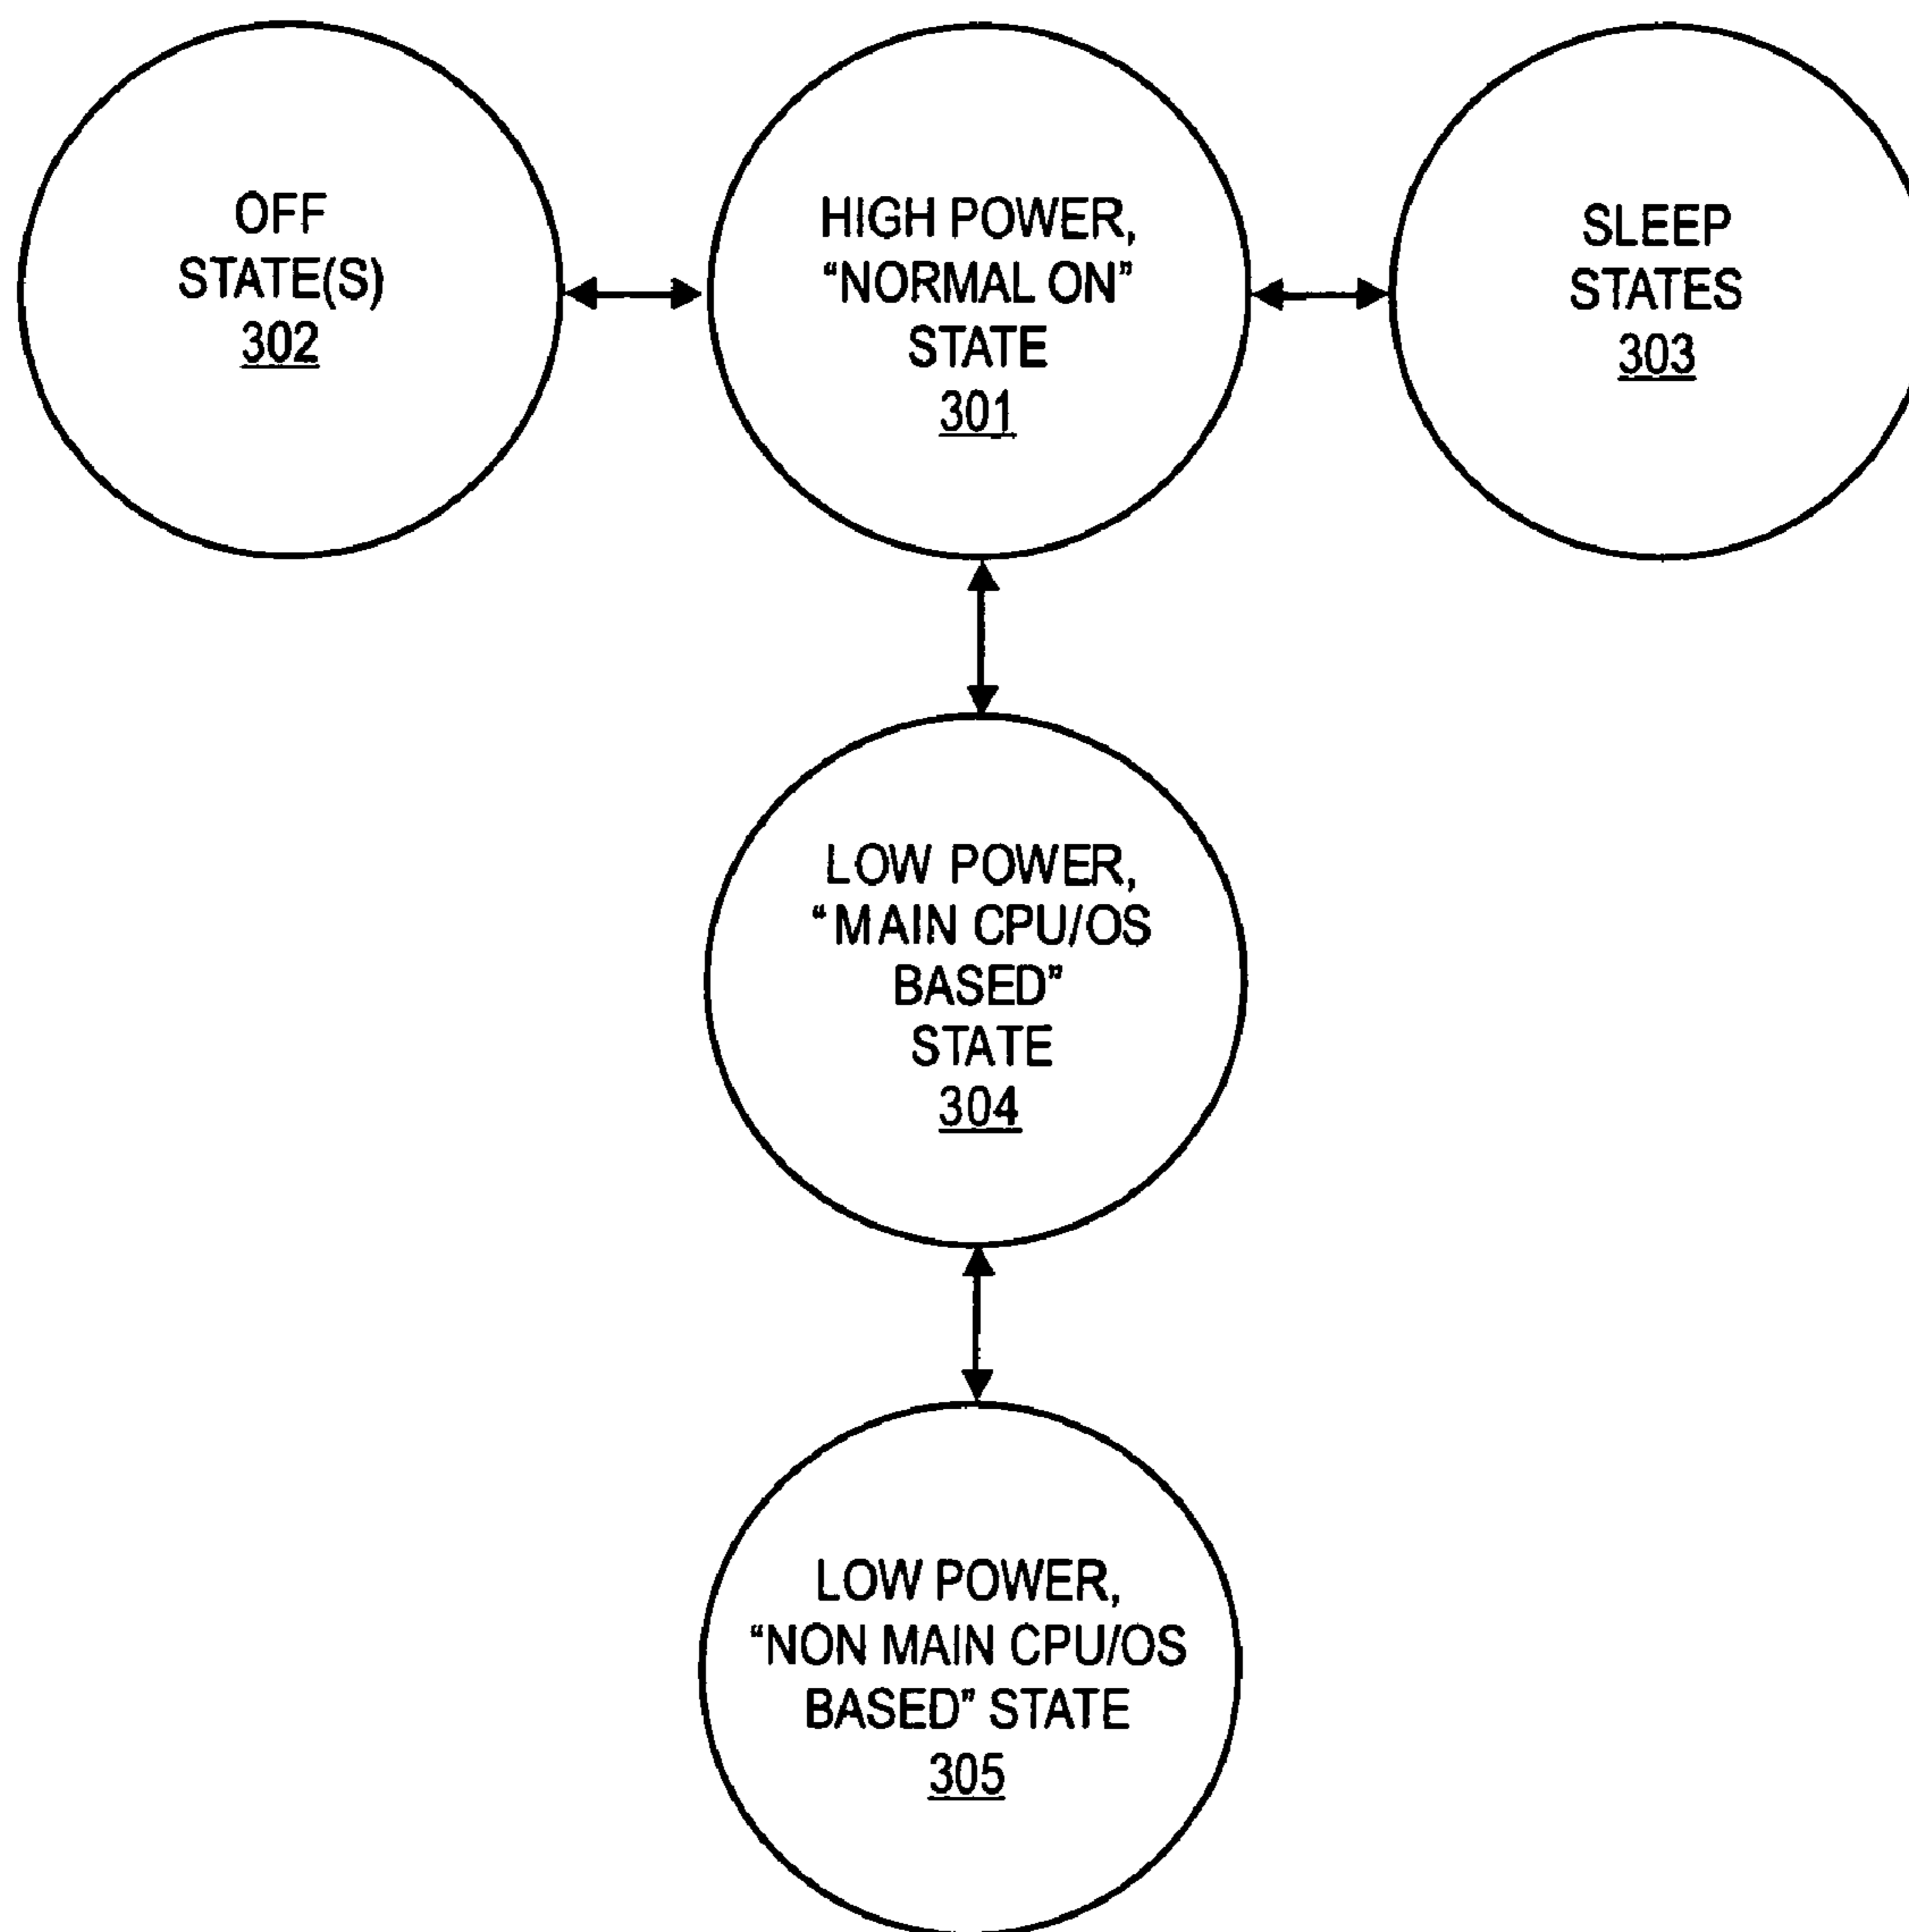 OFF
STATE(S)
302
HIGH POWER,
“NORMAL ON”
STATE
301
SLEEP
STATES
303
LOW POWER,
“MAIN CPU/OS
BASED”
STATE
304
LOW POWER,
“NON MAIN CPU/OS
BASED” STATE
305